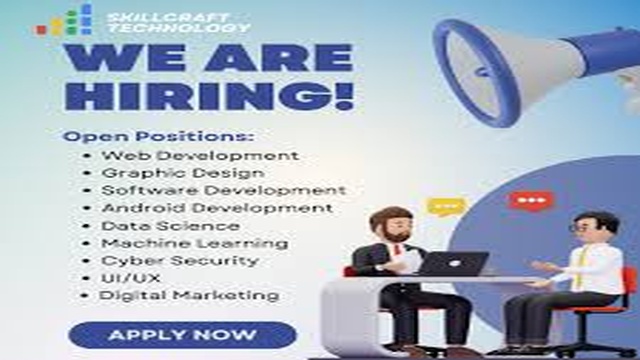 SKILLCRAFT
TECHNOLOGY
WE ARE
HIRING!
Open Positions:
• Web Development
• Graphic Design
• Software Development
• Android Development
• Data Science
• Machine Learning
• Cyber Security
• UI/UX
• Digital Marketing
APPLY NOW